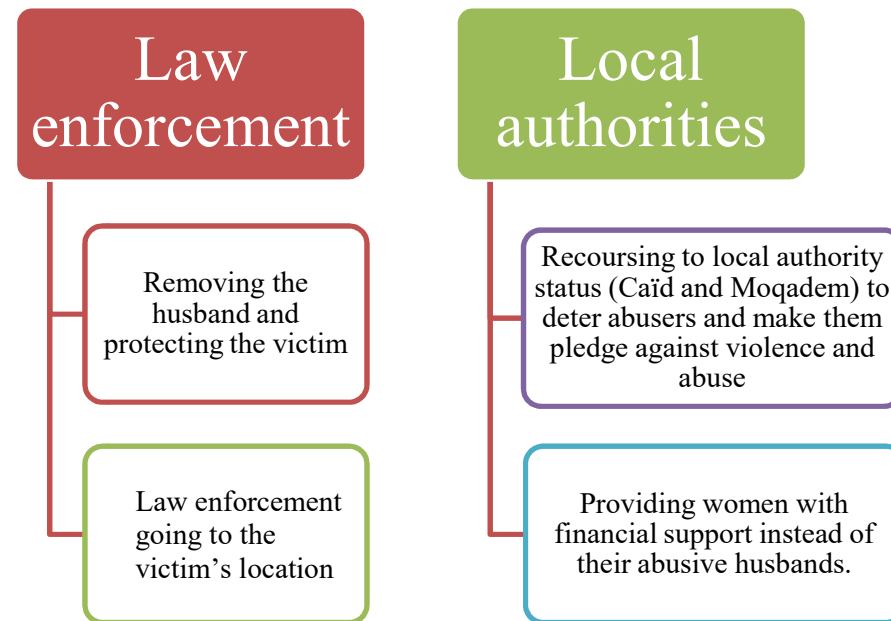 Law
enforcement
Removing the
husband and
protecting the victim
Law enforcement
going to the
victim’s location
Local
authorities
Recoursing to local authority
status (Caïd and Moqadem) to
deter abusers and make them
pledge against violence and
abuse
Providing women with
financial support instead of
their abusive husbands.